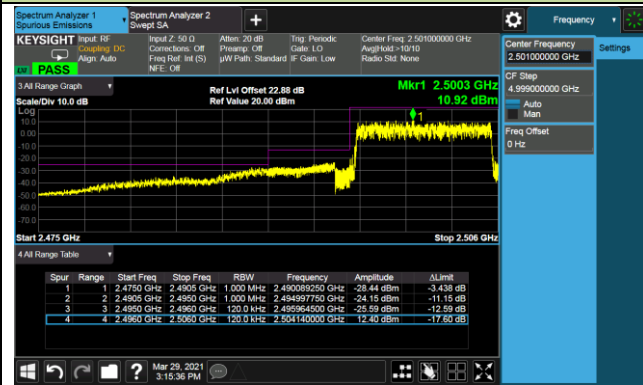 Spectrum Analyzer 1
Spurious Emissions
Spectrum Analyzer 2
Swept SA
Frequency
KEYSIGHT
Input: RF
Coupling: DC
Align: Auto
Input Z: 50 Ω
Corrections: Off
Freq Ref: Int (S)
NFE: Off
Atten: 20 dB
Preamp: Off
µW Path: Standard
Trig: Periodic
Gate: LO
IF Gain: Low
Center Freq: 2.501000000 GHz
Avg|Hold:>10/10
Radio Std: None
PASS
Center Frequency
2.501000000 GHz
Settings
CF Step
4.999000000 GHz
Auto
Man
Freq Offset
0 Hz
3 All Range Graph
Ref Lvl Offset 22.88 dB
Mkr1 2.5003 GHz
Scale/Div 10.0 dB
Ref Value 20.00 dBm
10.92 dBm
Log
10.0
0.00
-10.0
-20.0
-30.0
-40.0
-50.0
-60.0
-70.0
1
Start 2.475 GHz
Stop 2.506 GHz
4 All Range Table
Spur Range Start Freq Stop Freq RBW Frequency Amplitude ΔLimit
1 1 2.4750 GHz 2.4905 GHz 1.000 MHz 2.490089250 GHz -28.44 dBm -3.438 dB
2 2 2.4905 GHz 2.4950 GHz 1.000 MHz 2.494997750 GHz -24.15 dBm -11.15 dB
3 3 2.4950 GHz 2.4960 GHz 120.0 kHz 2.495964500 GHz -25.59 dBm -12.59 dB
4 4 2.4960 GHz 2.5060 GHz 120.0 kHz 2.504140000 GHz 12.40 dBm -17.60 dB
Mar 29, 2021
3:15:36 PM